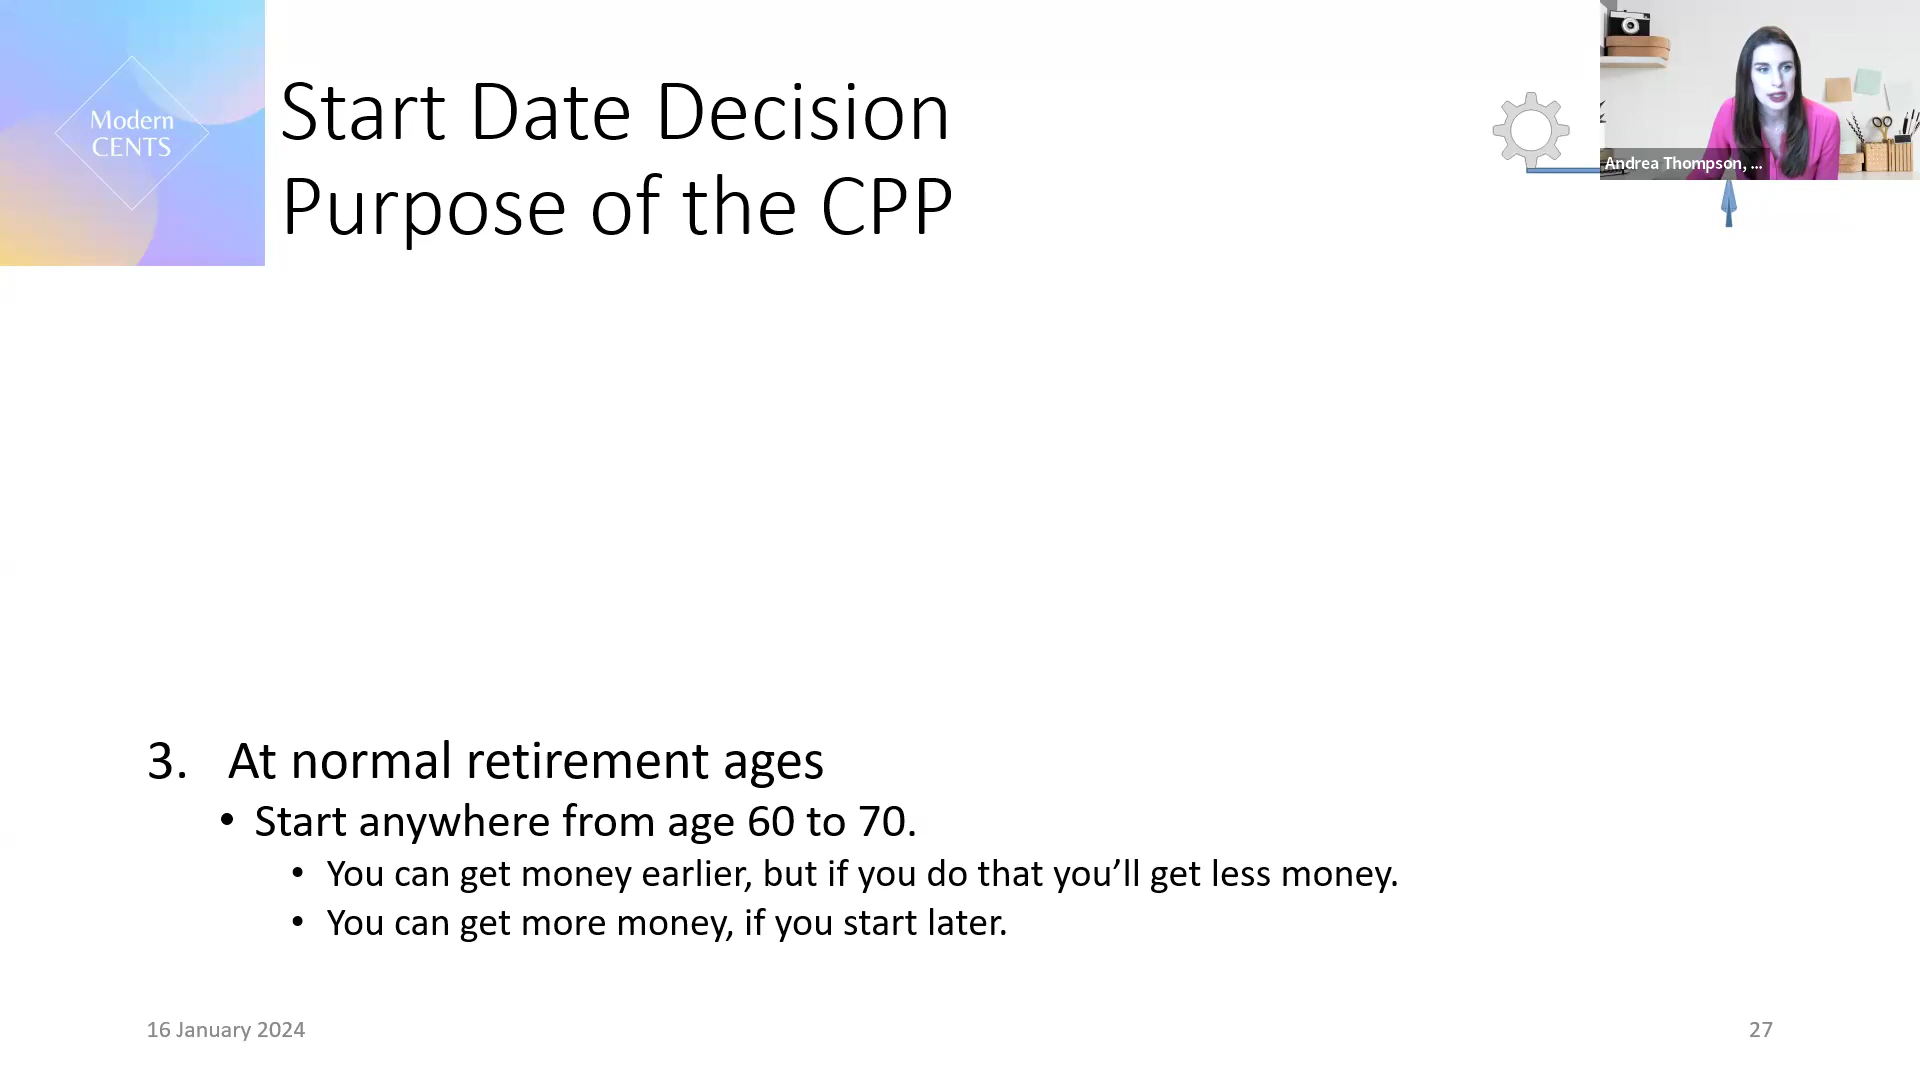 Modern
CENTS
Start Date Decision
Purpose of the CPP
Andrea Thompson, ...
3. At normal retirement ages
• Start anywhere from age 60 to 70.
• You can get money earlier, but if you do that you’ll get less money.
• You can get more money, if you start later.
16 January 2024
27